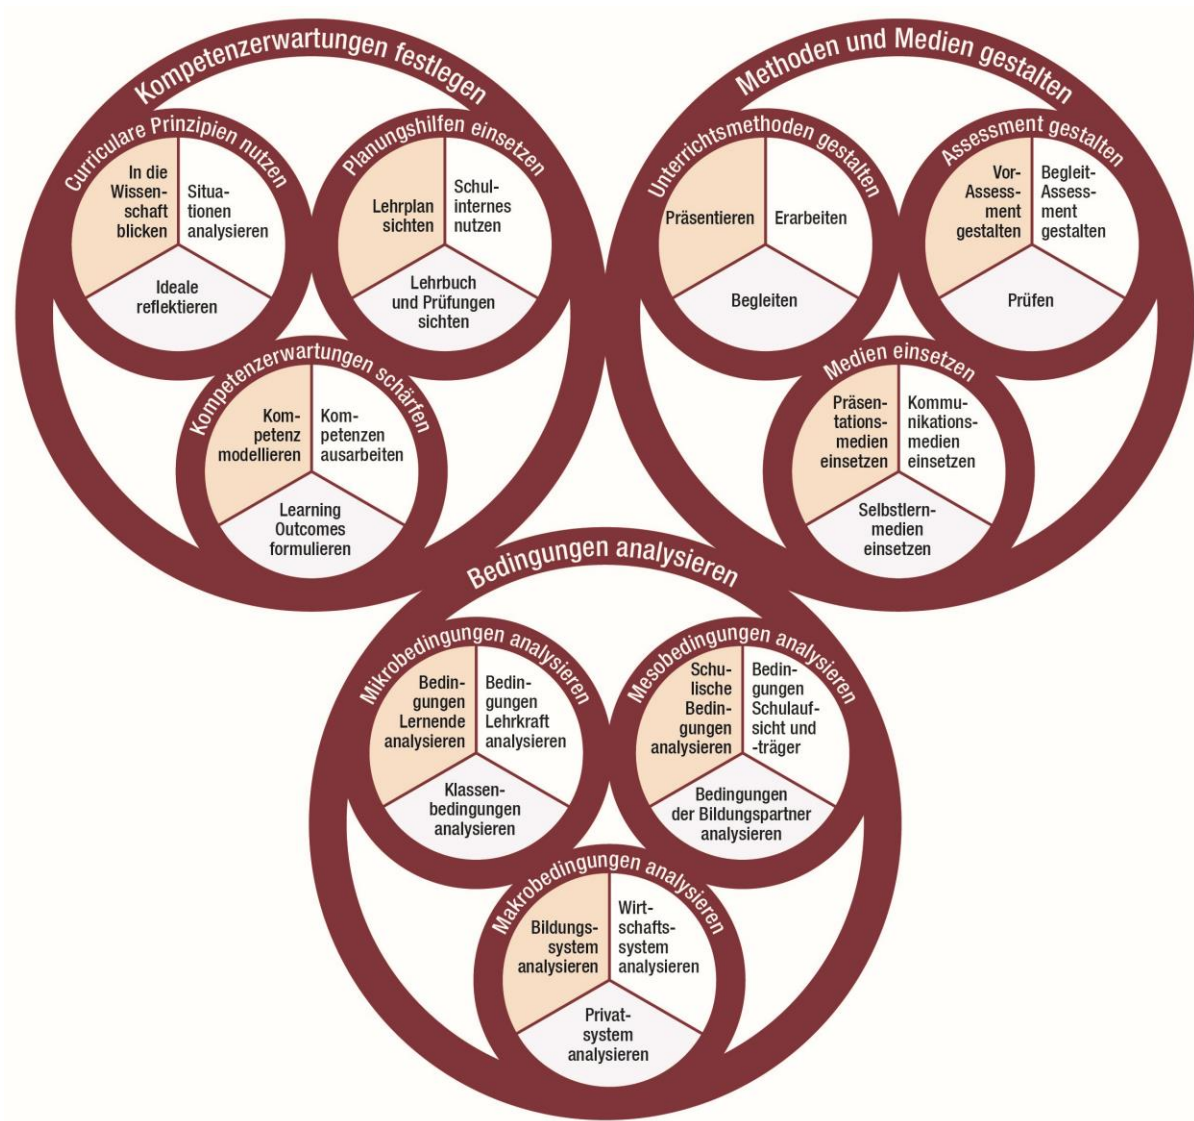 Kompetenzerwartungen festlegen
Curriculare Prinzipien nutzen
In die
Wissen-
schaft
blicken
Situa-
tionen
analysieren
Ideale
reflektieren
Planungshilfen einsetzen
Lehrplan
sichten
Schul-
internes
nutzen
Lehrbuch
und Prüfungen
sichten
Kompetenzerwartungen schärfen
Kom-
petenz
modellieren
Kom-
petenzen
ausarbeiten
Learning
Outcomes
formulieren
Methoden und Medien gestalten
Unterrichtsmethoden gestalten
Präsentieren
Erarbeiten
Begleiten
Assessment gestalten
Vor-
Assess-
ment
gestalten
Begleit-
Assess-
ment
gestalten
Prüfen
Medien einsetzen
Präsen-
tations-
medien
einsetzen
Kommu-
nikations-
medien
einsetzen
Selbstlern-
medien
einsetzen
Bedingungen analysieren
Mikrobedingungen analysieren
Bedin-
gungen
Lernende
analysieren
Bedin-
gungen
Lehrkraft
analysieren
Klassen-
bedingungen
analysieren
Mesobedingungen analysieren
Schu-
lische
Bedin-
gungen
analysieren
Bedin-
gungen
Schulauf-
sicht und
-träger
Bedingungen
der Bildungspartner
analysieren
Makrobedingungen analysieren
Bildungs-
system
analysieren
Wirt-
schafts-
system
analysieren
Privat-
system
analysieren